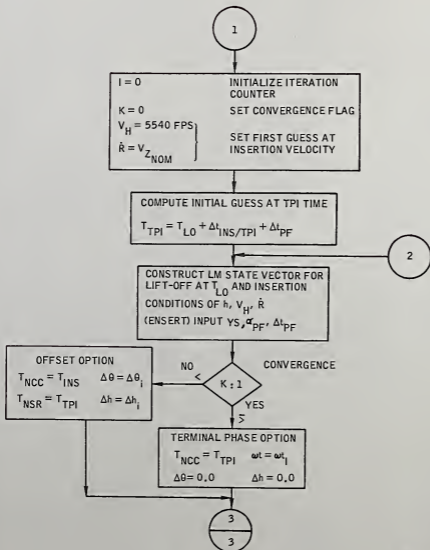 1
I = 0 INITIALIZE ITERATION
COUNTER
K = 0 SET CONVERGENCE FLAG
V_H = 5540 FPS
SET FIRST GUESS AT
Ṙ = V_Z_NOM INSERTION VELOCITY
COMPUTE INITIAL GUESS AT TPI TIME
T_TPI = T_LO + Δt_INS/TPI + Δt_PF
2
CONSTRUCT LM STATE VECTOR FOR
LIFT-OFF AT T_LO AND INSERTION
CONDITIONS OF h, V_H, Ṙ
(ENSERT) INPUT YS, α_PF, Δt_PF
OFFSET OPTION
T_NCC = T_INS Δθ = Δθ_i
T_NSR = T_TPI Δh = Δh_i
NO
<
CONVERGENCE
K : 1
YES
≥
TERMINAL PHASE OPTION
T_NCC = T_TPI ωt = ωt_i
Δθ = 0.0 Δh = 0.0
3
3